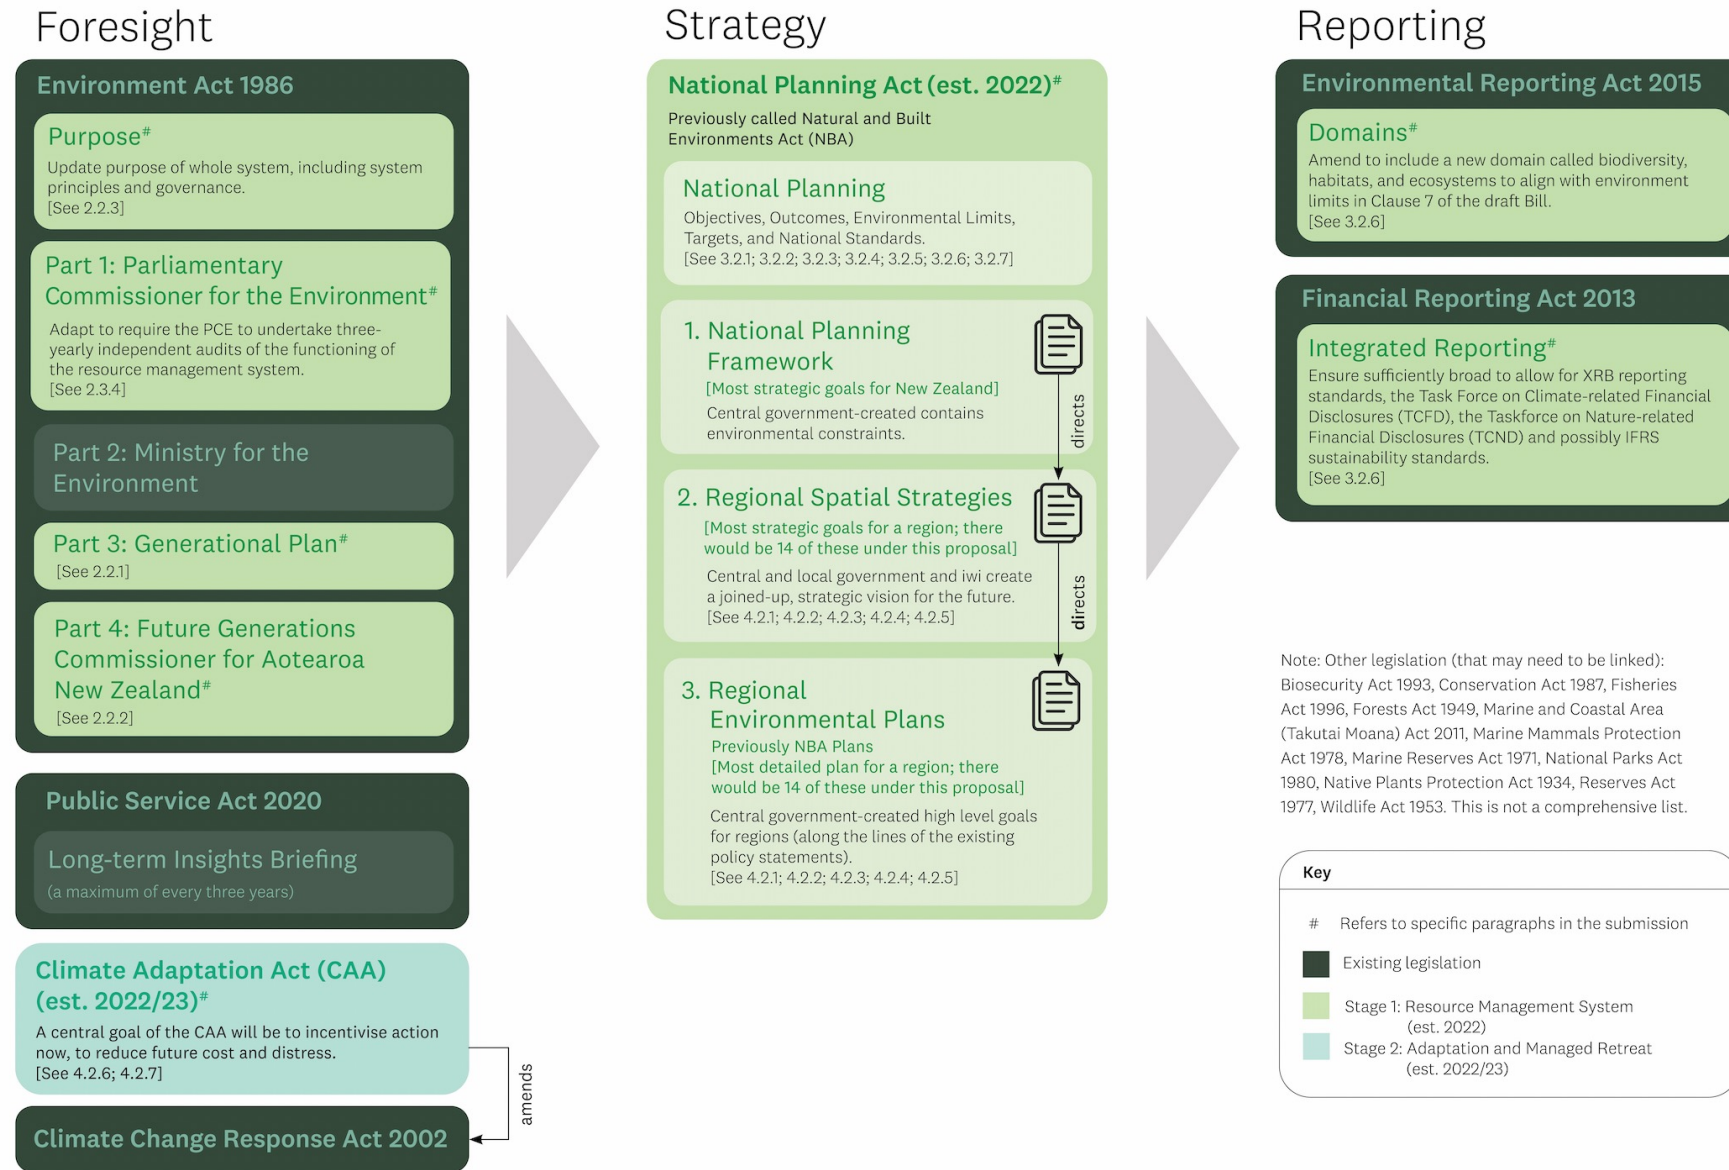 Foresight
Environment Act 1986
Purpose#
Update purpose of whole system, including system
principles and governance.
[See 2.2.3]
Part 1: Parliamentary
Commissioner for the Environment#
Adapt to require the PCE to undertake three-
yearly independent audits of the functioning of
the resource management system.
[See 2.3.4]
Part 2: Ministry for the
Environment
Part 3: Generational Plan#
[See 2.2.1]
Part 4: Future Generations
Commissioner for Aotearoa
New Zealand#
[See 2.2.2]
Public Service Act 2020
Long-term Insights Briefing
(a maximum of every three years)
Climate Adaptation Act (CAA)
(est. 2022/23)#
A central goal of the CAA will be to incentivise action
now, to reduce future cost and distress.
[See 4.2.6; 4.2.7]
amends
Climate Change Response Act 2002
Strategy
National Planning Act (est. 2022)#
Previously called Natural and Built
Environments Act (NBA)
National Planning
Objectives, Outcomes, Environmental Limits,
Targets, and National Standards.
[See 3.2.1; 3.2.2; 3.2.3; 3.2.4; 3.2.5; 3.2.6; 3.2.7]
1. National Planning
Framework
[Most strategic goals for New Zealand]
Central government-created contains
environmental constraints.
directs
2. Regional Spatial Strategies
[Most strategic goals for a region; there
would be 14 of these under this proposal]
Central and local government and iwi create
a joined-up, strategic vision for the future.
[See 4.2.1; 4.2.2; 4.2.3; 4.2.4; 4.2.5]
directs
3. Regional
Environmental Plans
Previously NBA Plans
[Most detailed plan for a region; there
would be 14 of these under this proposal]
Central government-created high level goals
for regions (along the lines of the existing
policy statements).
[See 4.2.1; 4.2.2; 4.2.3; 4.2.4; 4.2.5]
Reporting
Environmental Reporting Act 2015
Domains#
Amend to include a new domain called biodiversity,
habitats, and ecosystems to align with environment
limits in Clause 7 of the draft Bill.
[See 3.2.6]
Financial Reporting Act 2013
Integrated Reporting#
Ensure sufficiently broad to allow for XRB reporting
standards, the Task Force on Climate-related Financial
Disclosures (TCFD), the Taskforce on Nature-related
Financial Disclosures (TCND) and possibly IFRS
sustainability standards.
[See 3.2.6]
Note: Other legislation (that may need to be linked):
Biosecurity Act 1993, Conservation Act 1987, Fisheries
Act 1996, Forests Act 1949, Marine and Coastal Area
(Takutai Moana) Act 2011, Marine Mammals Protection
Act 1978, Marine Reserves Act 1971, National Parks Act
1980, Native Plants Protection Act 1934, Reserves Act
1977, Wildlife Act 1953. This is not a comprehensive list.
Key
# Refers to specific paragraphs in the submission
Existing legislation
Stage 1: Resource Management System
(est. 2022)
Stage 2: Adaptation and Managed Retreat
(est. 2022/23)